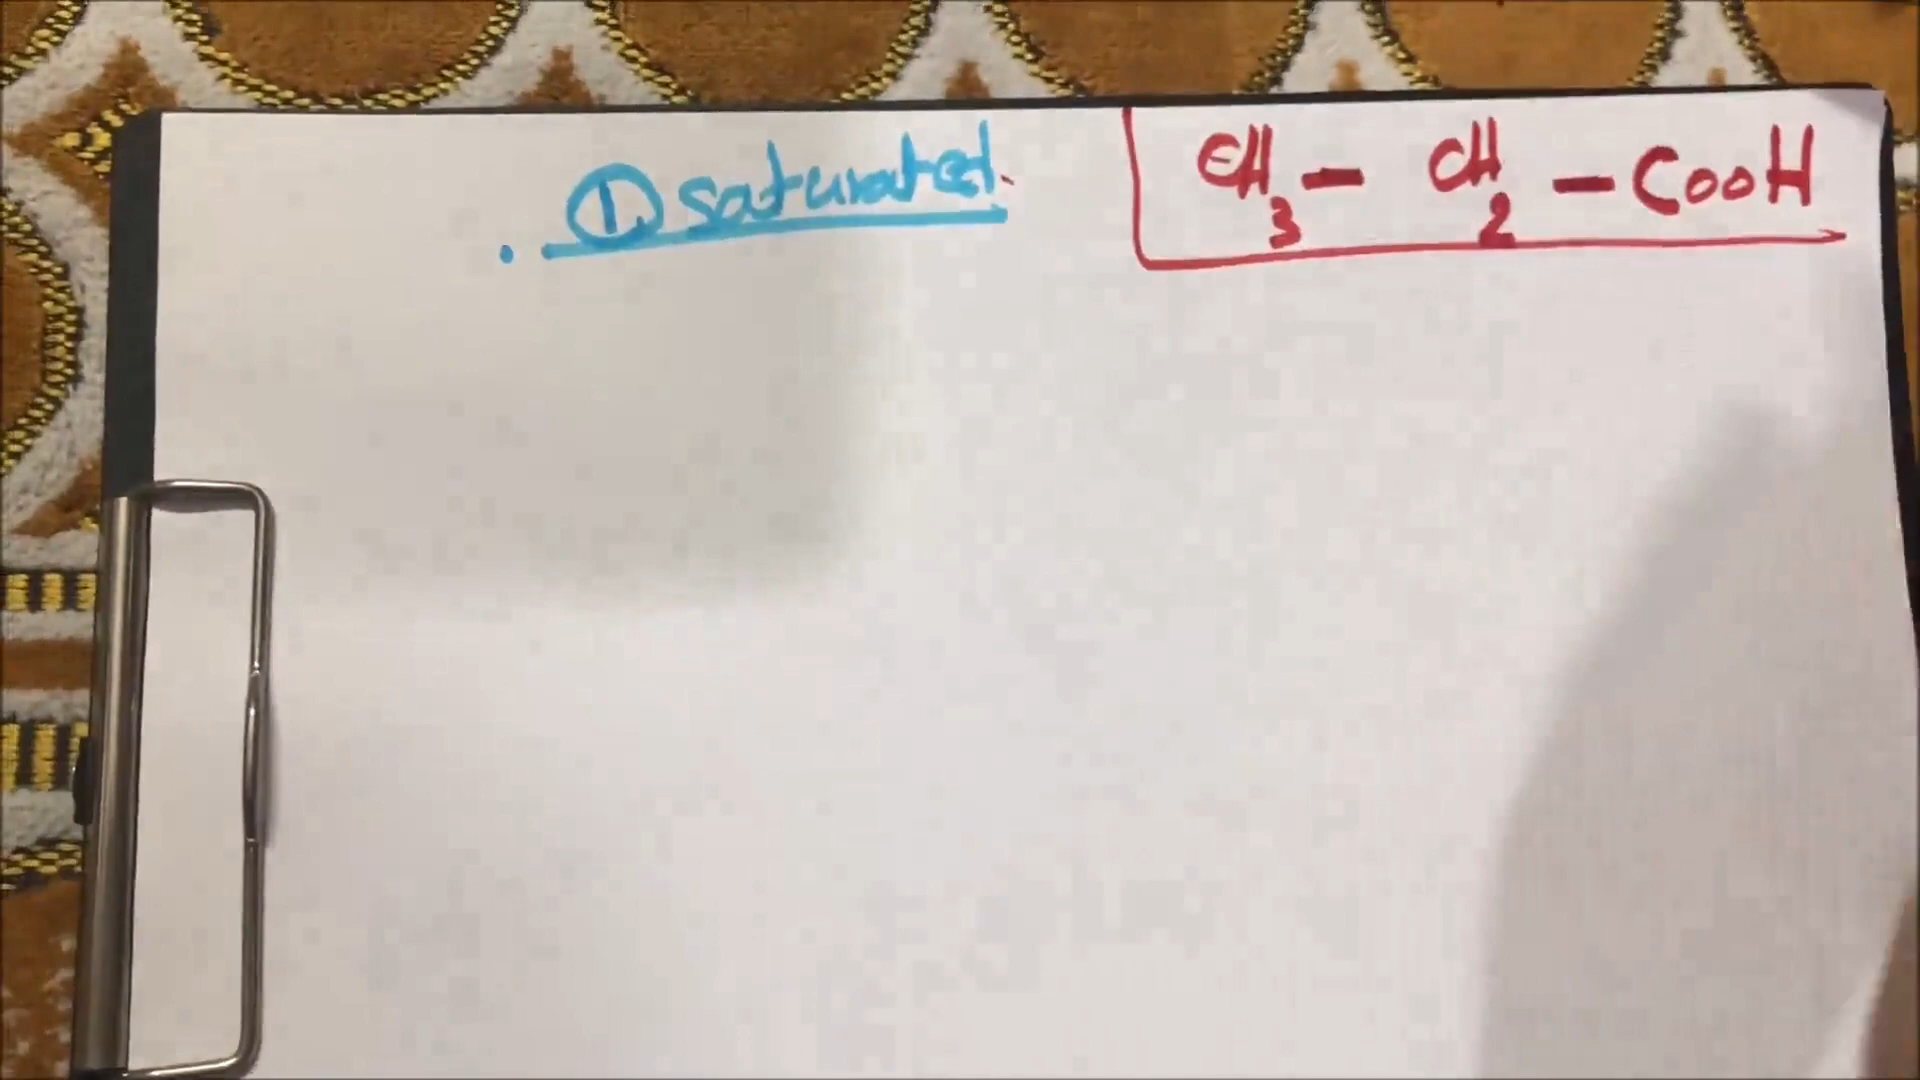 ① saturated.
CH3 - CH2 - COOH